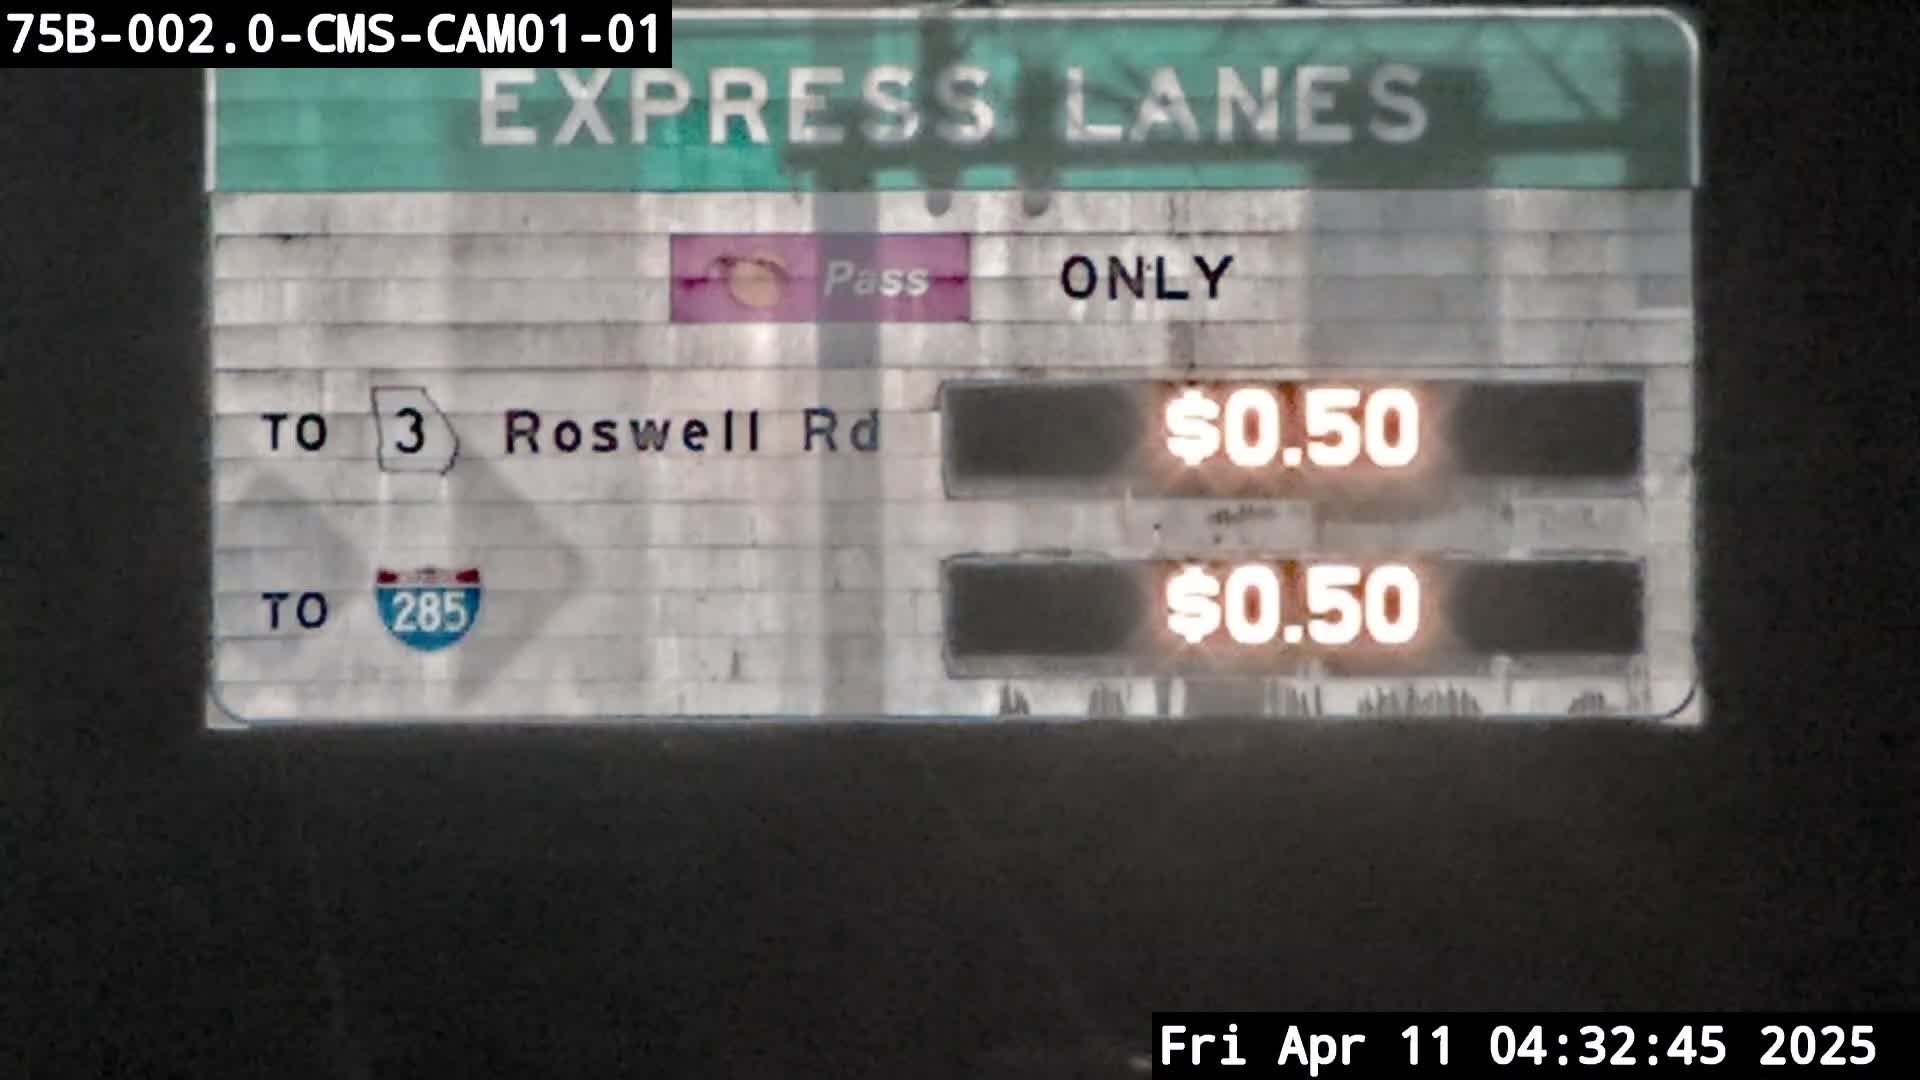 75B-002.0-CMS-CAM01-01
EXPRESS LANES
Pass ONLY
TO 3 Roswell Rd $0.50
TO 285 $0.50
Fri Apr 11 04:32:45 2025